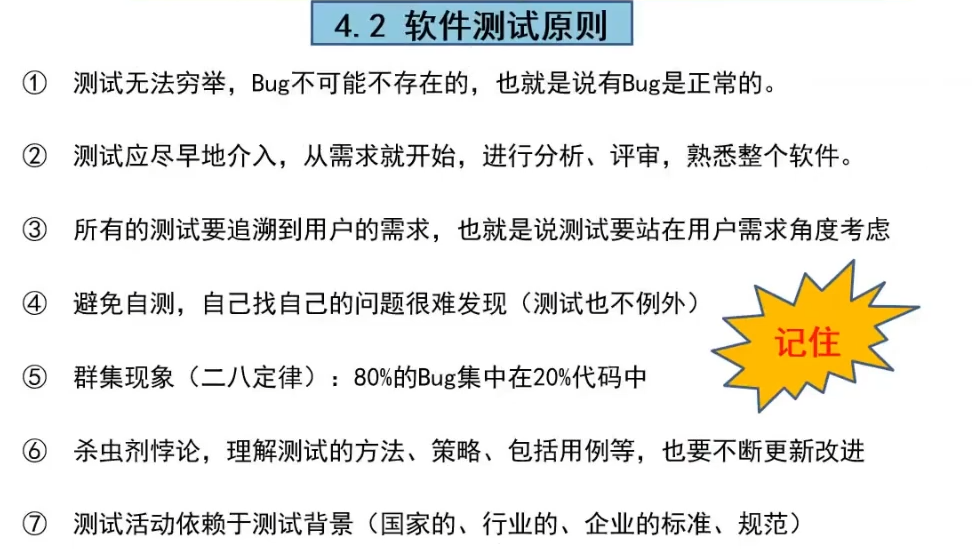 4.2 软件测试原则
① 测试无法穷举，Bug不可能不存在的，也就是说有Bug是正常的。
② 测试应尽早地介入，从需求就开始，进行分析、评审，熟悉整个软件。
③ 所有的测试要追溯到用户的需求，也就是说测试要站在用户需求角度考虑
④ 避免自测，自己找自己的问题很难发现（测试也不例外）
记住
⑤ 群集现象（二八定律）：80%的Bug集中在20%代码中
⑥ 杀虫剂悖论，理解测试的方法、策略、包括用例等，也要不断更新改进
⑦ 测试活动依赖于测试背景（国家的、行业的、企业的标准、规范）